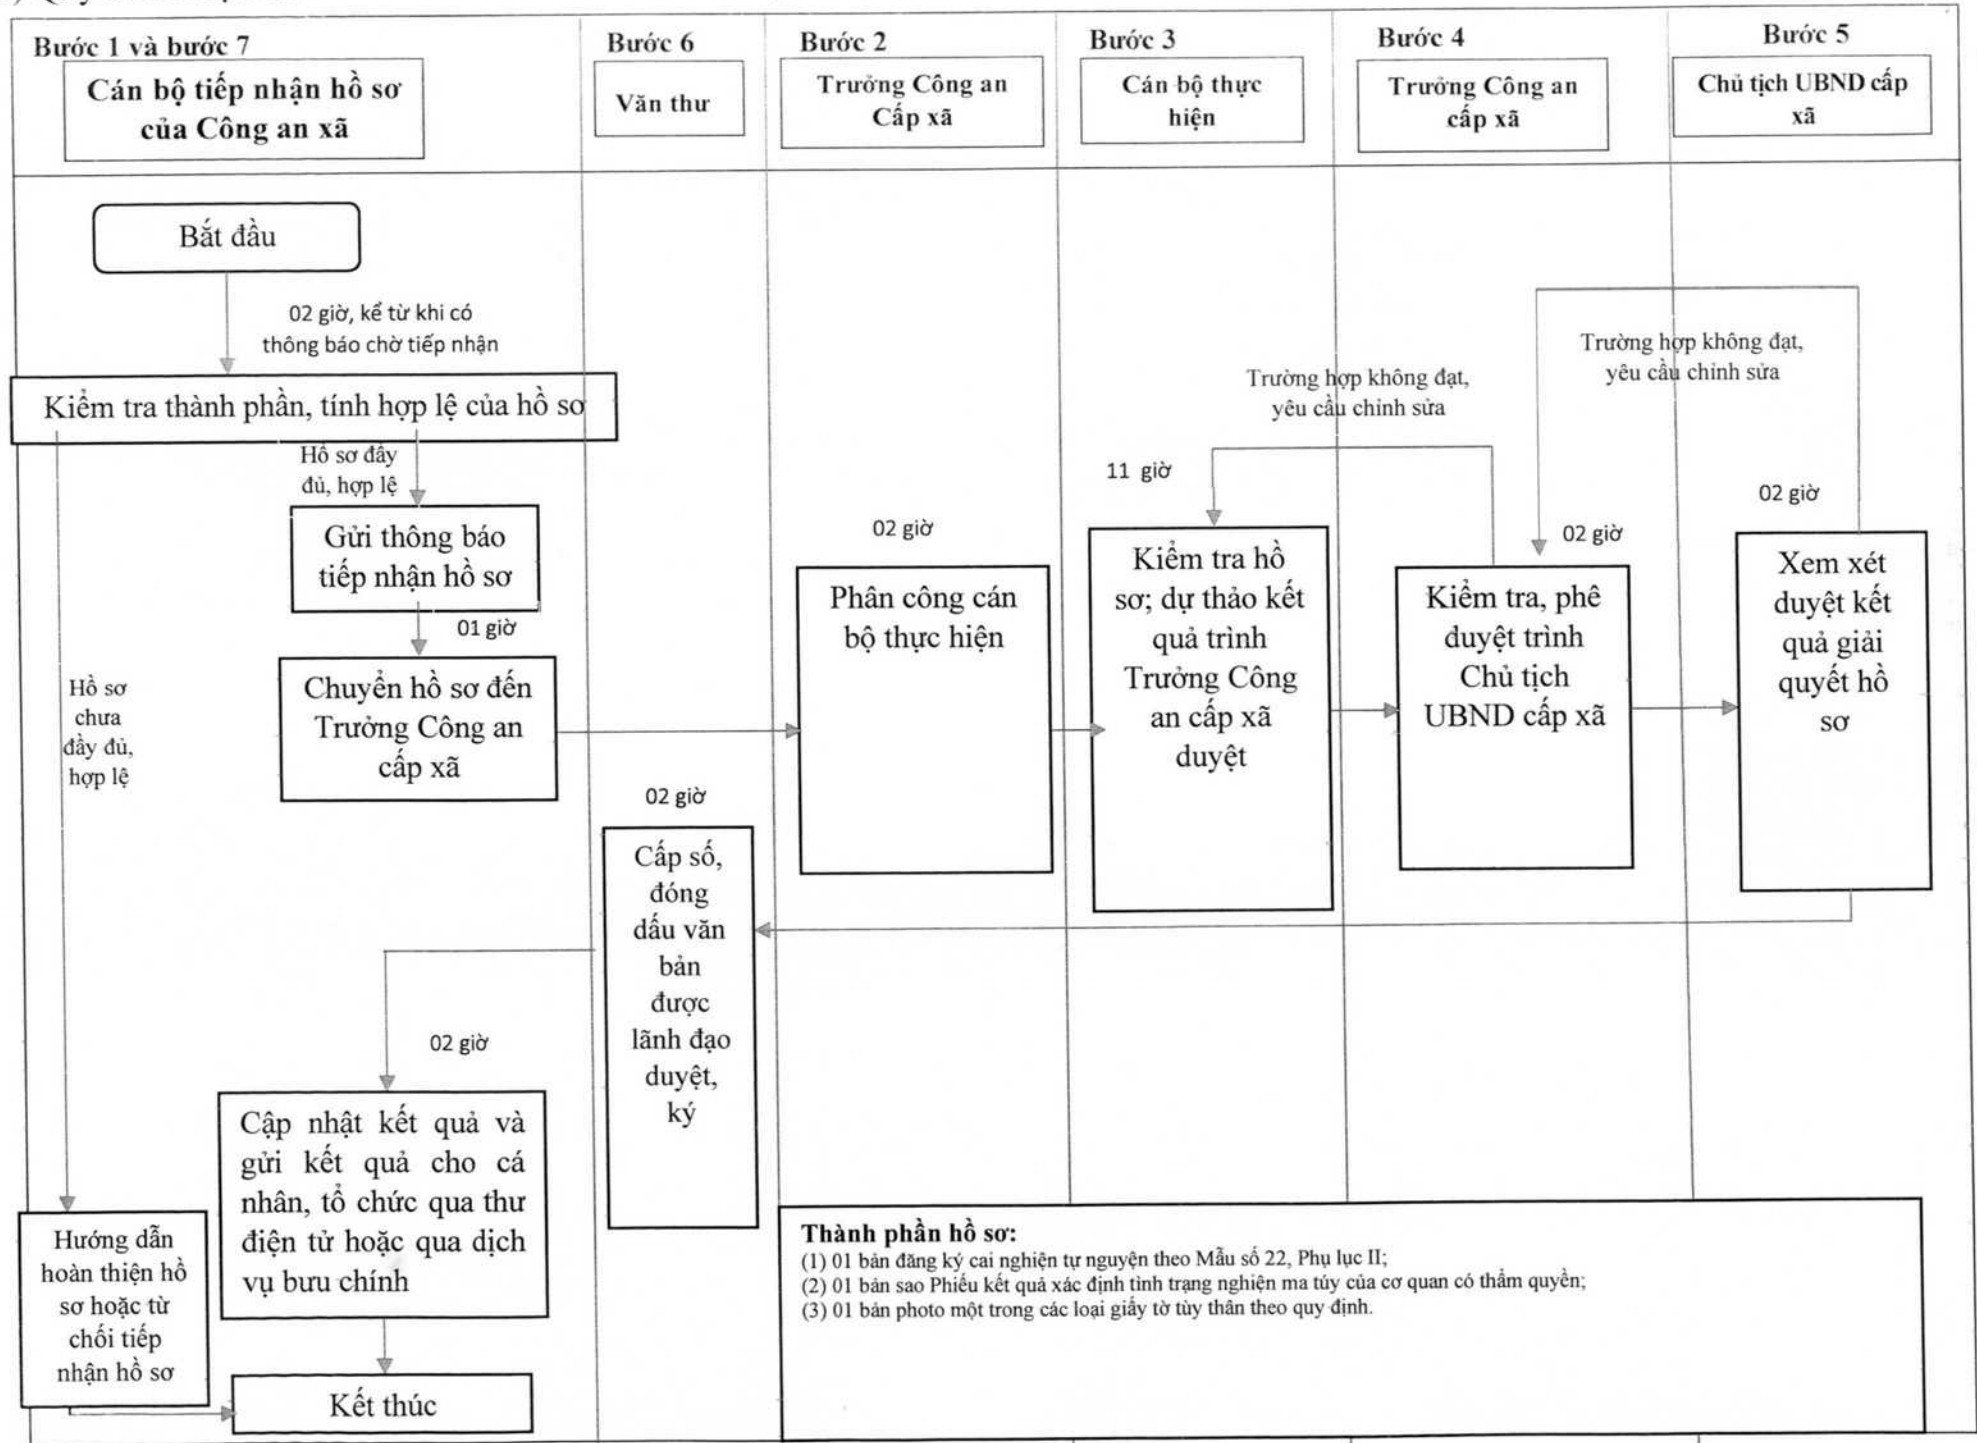 Bước 1 và bước 7
Cán bộ tiếp nhận hồ sơ
của Công an xã
Bước 6
Văn thư
Bước 2
Trưởng Công an
Cấp xã
Bước 3
Cán bộ thực
hiện
Bước 4
Trưởng Công an
cấp xã
Bước 5
Chủ tịch UBND cấp
xã
Bắt đầu
02 giờ, kể từ khi có
thông báo chờ tiếp nhận
Kiểm tra thành phần, tính hợp lệ của hồ sơ
Hồ sơ đầy
đủ, hợp lệ
Gửi thông báo
tiếp nhận hồ sơ
01 giờ
Chuyển hồ sơ đến
Trưởng Công an
cấp xã
Hồ sơ
chưa
đầy đủ,
hợp lệ
02 giờ
Phân công cán
bộ thực hiện
Trường hợp không đạt,
yêu cầu chỉnh sửa
11 giờ
Kiểm tra hồ
sơ; dự thảo kết
quả trình
Trưởng Công
an cấp xã
duyệt
Trường hợp không đạt,
yêu cầu chỉnh sửa
02 giờ
Kiểm tra, phê
duyệt trình
Chủ tịch
UBND cấp xã
02 giờ
Xem xét
duyệt kết
quả giải
quyết hồ
sơ
02 giờ
Cấp số,
đóng
dấu văn
bản
được
lãnh đạo
duyệt,
ký
02 giờ
Cập nhật kết quả và
gửi kết quả cho cá
nhân, tổ chức qua thư
điện tử hoặc qua dịch
vụ bưu chính
Hướng dẫn
hoàn thiện hồ
sơ hoặc từ
chối tiếp
nhận hồ sơ
Kết thúc
Thành phần hồ sơ:
(1) 01 bản đăng ký cai nghiện tự nguyện theo Mẫu số 22, Phụ lục II;
(2) 01 bản sao Phiếu kết quả xác định tình trạng nghiện ma túy của cơ quan có thẩm quyền;
(3) 01 bản photo một trong các loại giấy tờ tùy thân theo quy định.